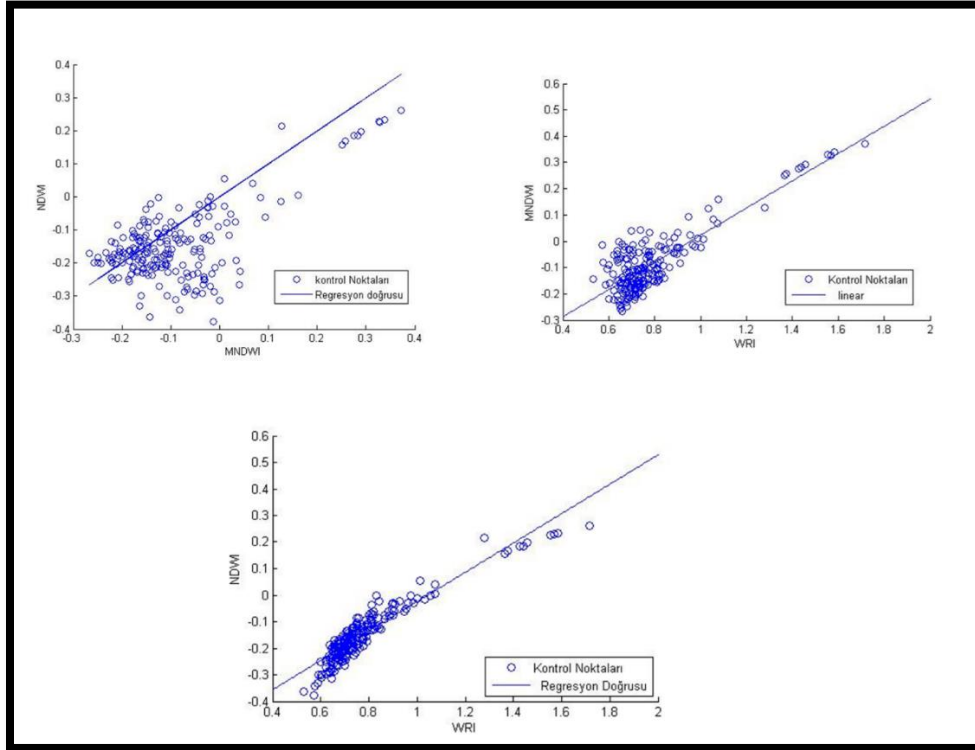 0.4
0.3
0.2
0.1
0
-0.1
-0.2
-0.3
-0.4
NDWI
-0.3 -0.2 -0.1 0 0.1 0.2 0.3 0.4
MNDWI
kontrol Noktaları
Regresyon doğrusu
0.6
0.5
0.4
0.3
0.2
0.1
0
-0.1
-0.2
-0.3
MNDWI
0.4 0.6 0.8 1 1.2 1.4 1.6 1.8 2
WRI
Kontrol Noktaları
linear
0.6
0.5
0.4
0.3
0.2
0.1
0
-0.1
-0.2
-0.3
-0.4
NDWI
0.4 0.6 0.8 1 1.2 1.4 1.6 1.8 2
WRI
Kontrol Noktaları
Regresyon Doğrusu